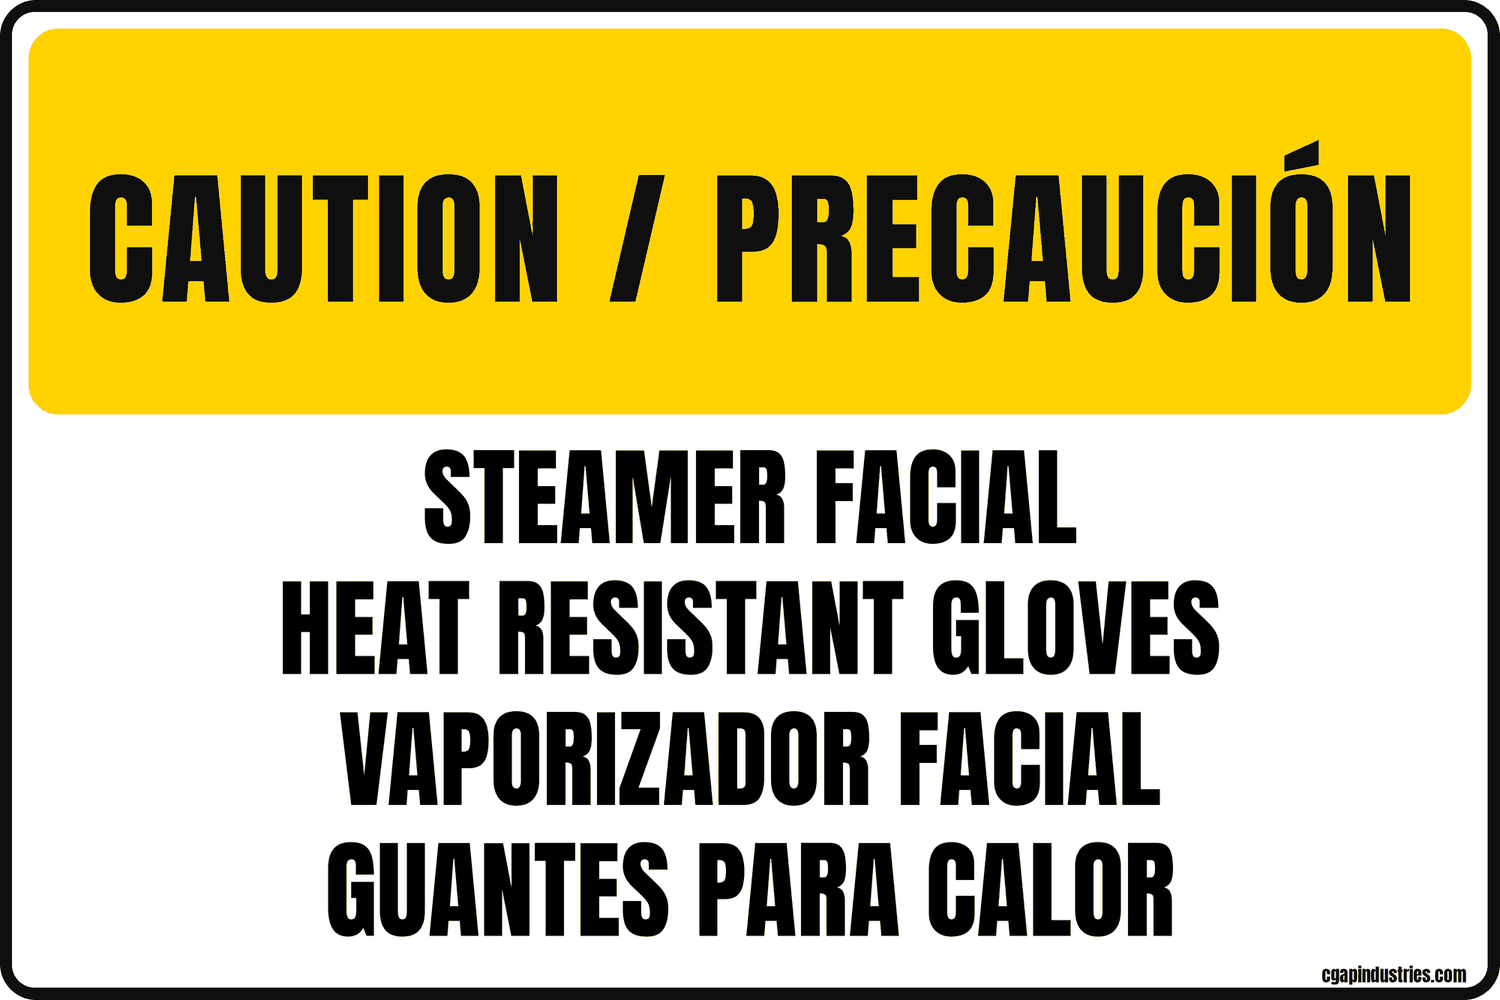 CAUTION / PRECAUCIÓN
STEAMER FACIAL
HEAT RESISTANT GLOVES
VAPORIZADOR FACIAL
GUANTES PARA CALOR
cgapindustries.com